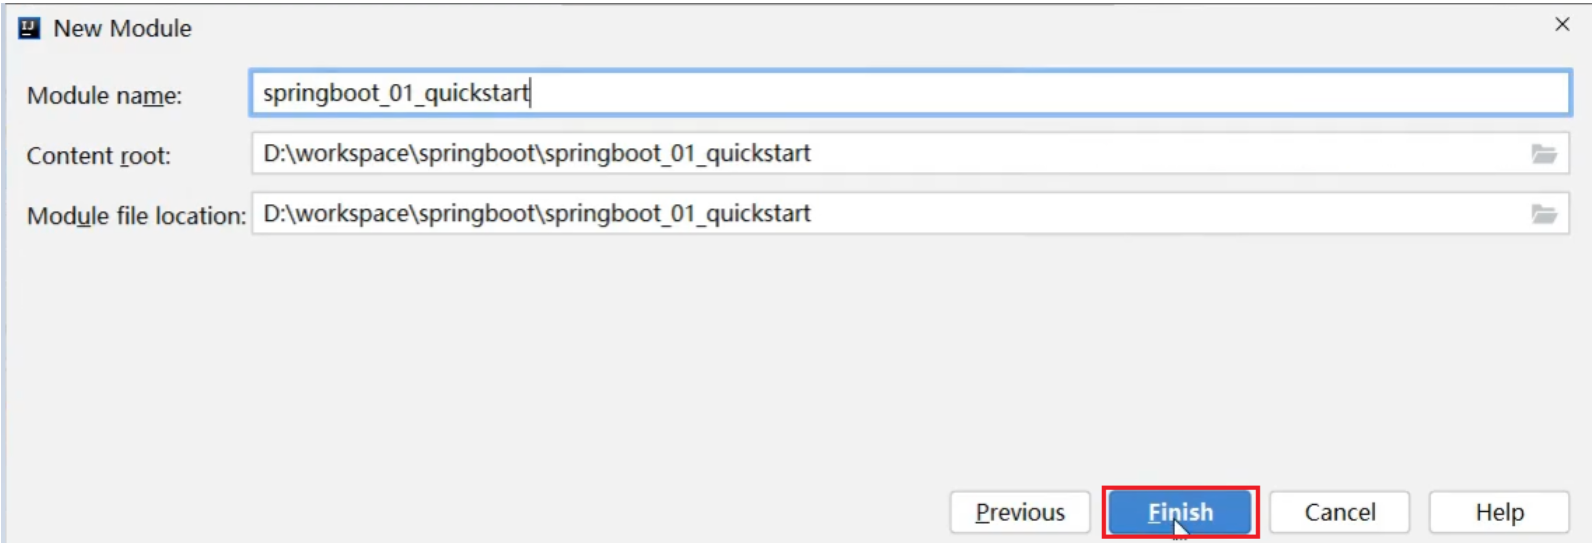 New Module
Module name: springboot_01_quickstart
Content root: D:\workspace\springboot\springboot_01_quickstart
Module file location: D:\workspace\springboot\springboot_01_quickstart
Previous Finish Cancel Help